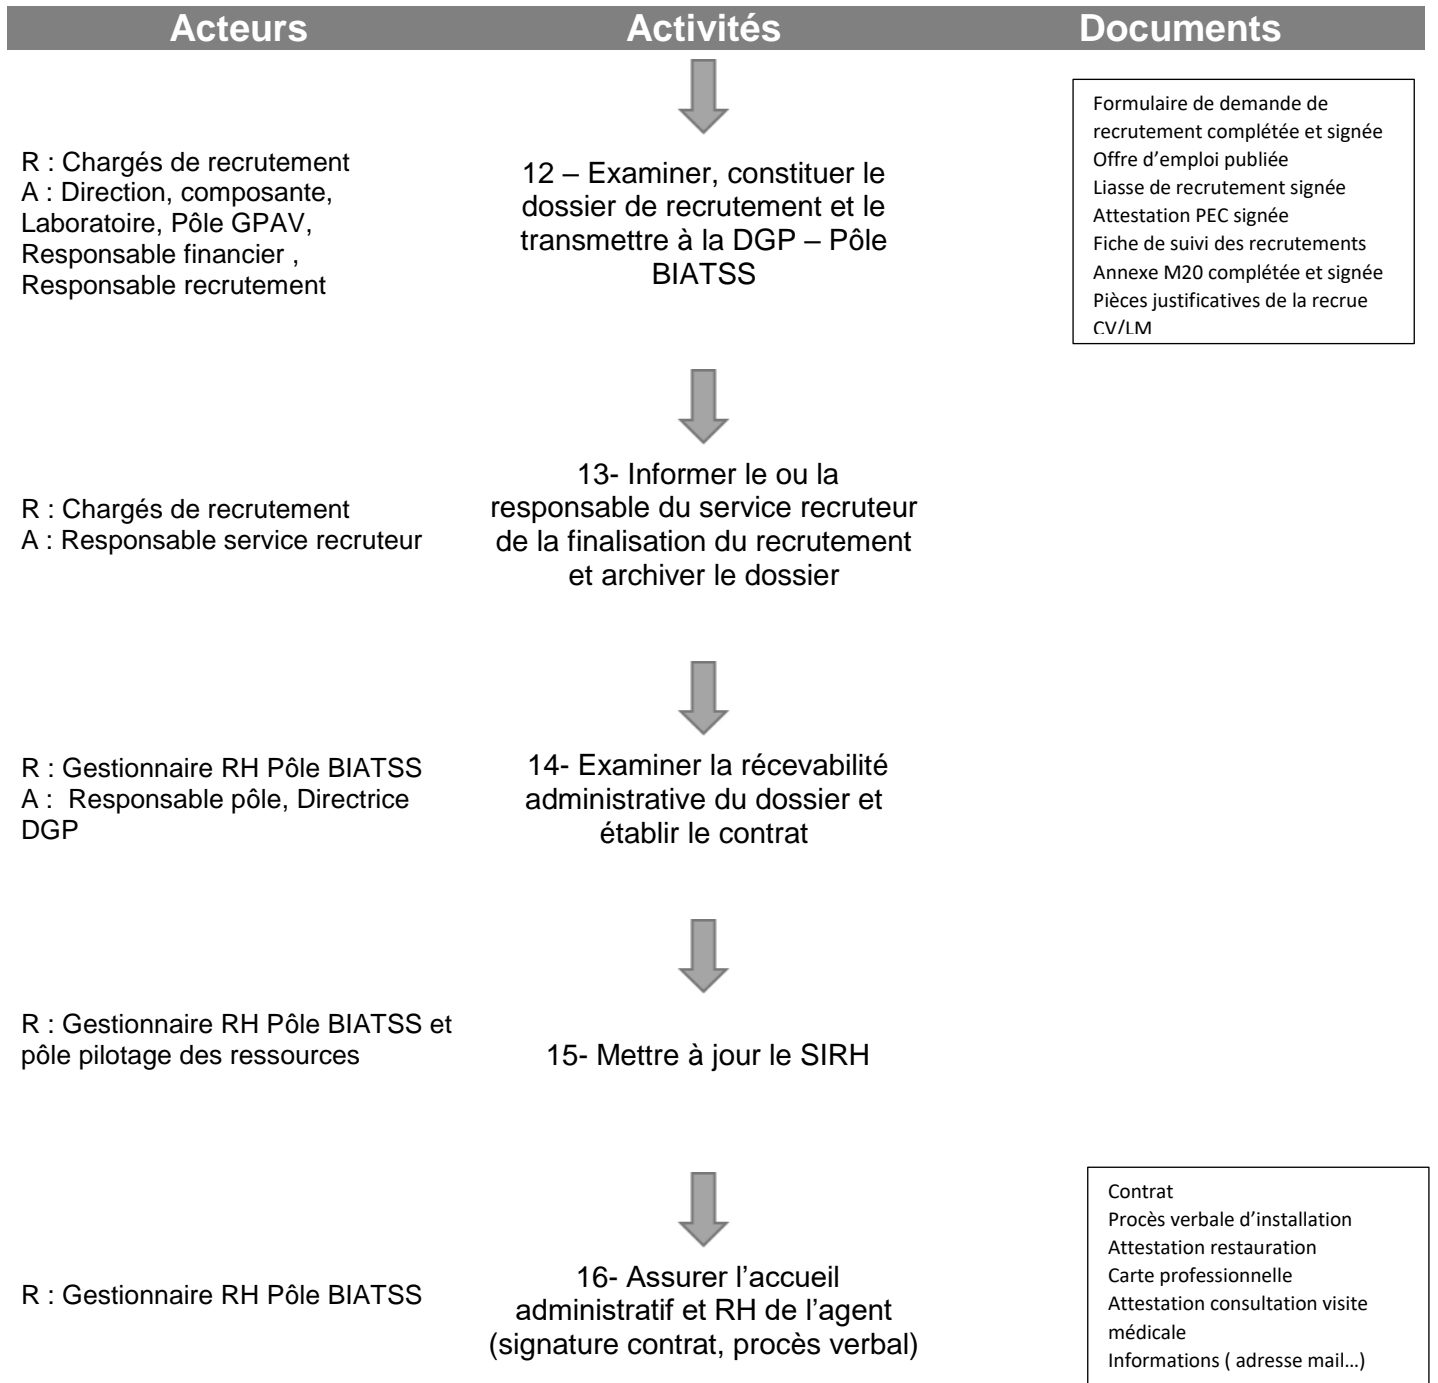 Acteurs Activités Documents
R : Chargés de recrutement
A : Direction, composante,
Laboratoire, Pôle GPAV,
Responsable financier ,
Responsable recrutement
12 – Examiner, constituer le
dossier de recrutement et le
transmettre à la DGP – Pôle
BIATSS
Formulaire de demande de
recrutement complétée et signée
Offre d’emploi publiée
Liasse de recrutement signée
Attestation PEC signée
Fiche de suivi des recrutements
Annexe M20 complétée et signée
Pièces justificatives de la recrue
CV/LM
R : Chargés de recrutement
A : Responsable service recruteur
13- Informer le ou la
responsable du service recruteur
de la finalisation du recrutement
et archiver le dossier
R : Gestionnaire RH Pôle BIATSS
A : Responsable pôle, Directrice
DGP
14- Examiner la récevabilité
administrative du dossier et
établir le contrat
R : Gestionnaire RH Pôle BIATSS et
pôle pilotage des ressources
15- Mettre à jour le SIRH
R : Gestionnaire RH Pôle BIATSS
16- Assurer l’accueil
administratif et RH de l’agent
(signature contrat, procès verbal)
Contrat
Procès verbale d’installation
Attestation restauration
Carte professionnelle
Attestation consultation visite
médicale
Informations ( adresse mail…)